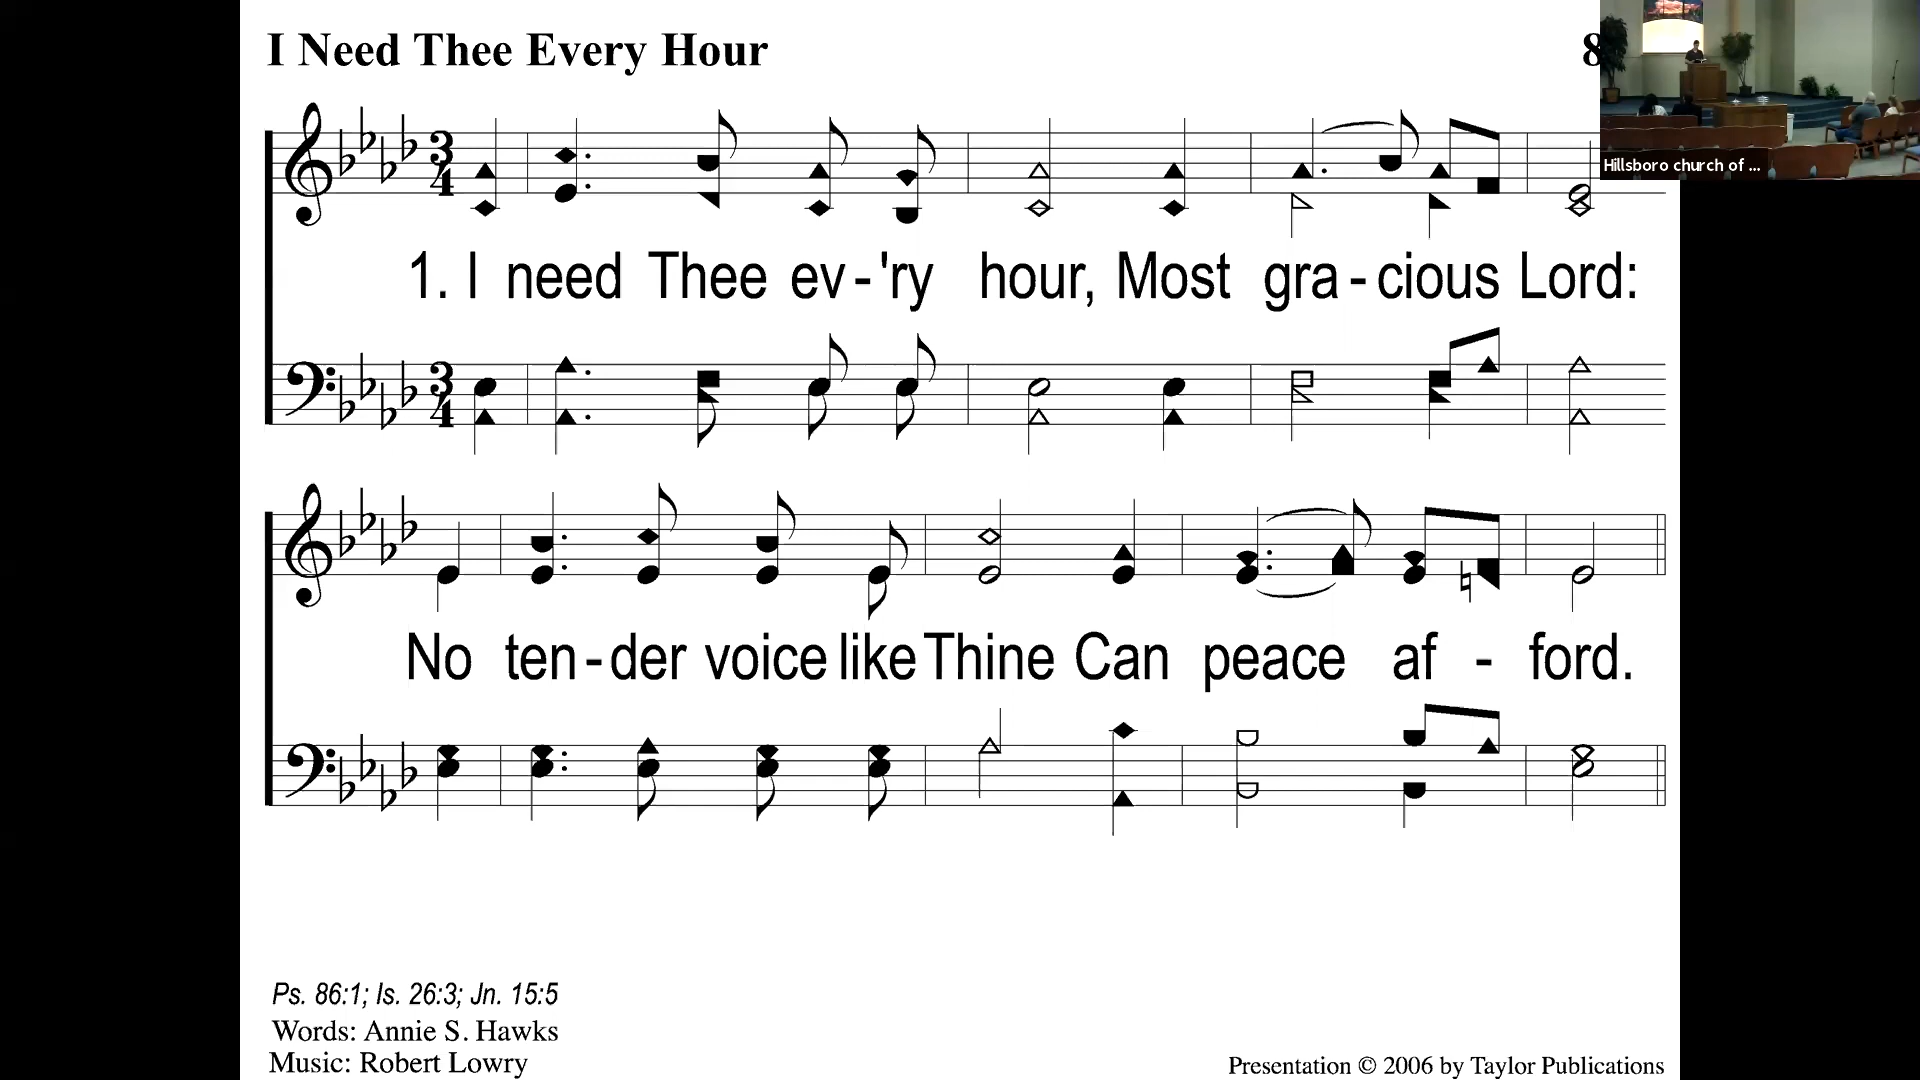 I Need Thee Every Hour 8
Hillsboro church of ...
1. I need Thee ev-'ry hour, Most gra-cious Lord:
No ten-der voice like Thine Can peace af - ford.
Ps. 86:1; Is. 26:3; Jn. 15:5
Words: Annie S. Hawks
Music: Robert Lowry
Presentation © 2006 by Taylor Publications